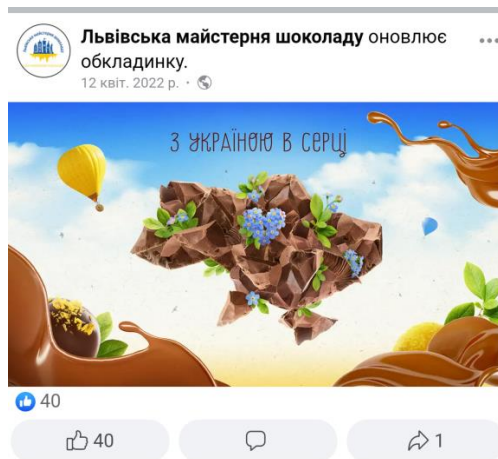 Львівська майстерня шоколаду оновлює
обкладинку.
12 квіт. 2022 р.
З УКРАЇНОЮ В СЕРЦІ
40
40
1